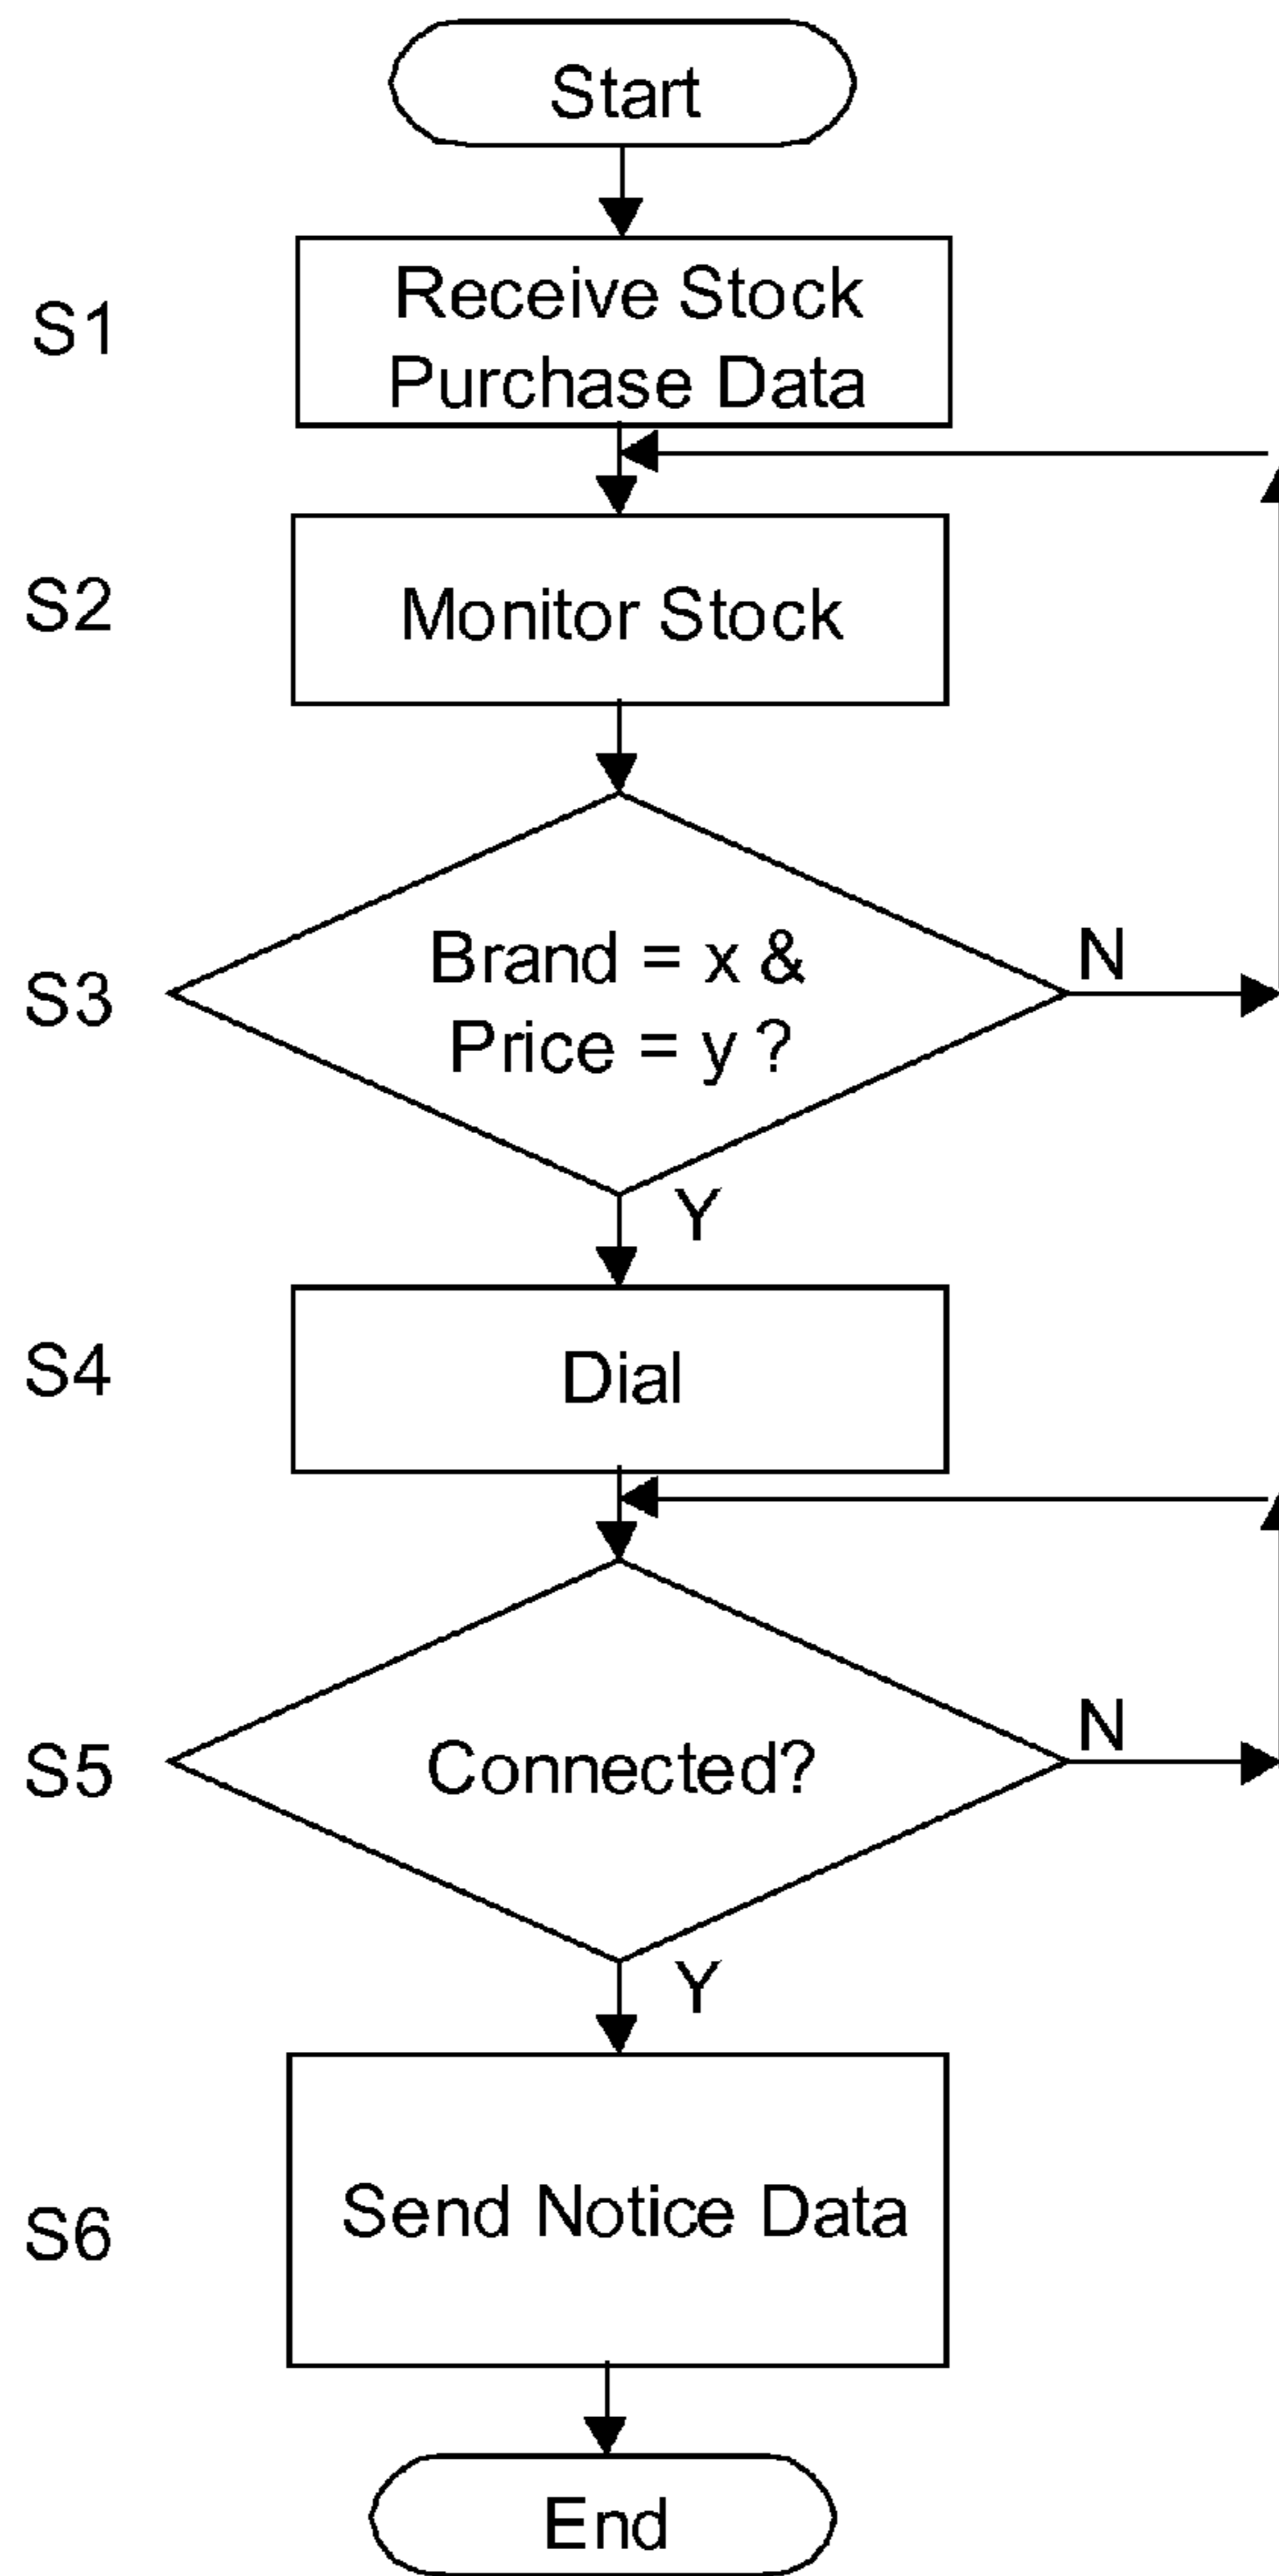 Start
S1
Receive Stock
Purchase Data
S2
Monitor Stock
S3
Brand = x &
Price = y ?
N
Y
S4
Dial
S5
Connected?
N
Y
S6
Send Notice Data
End